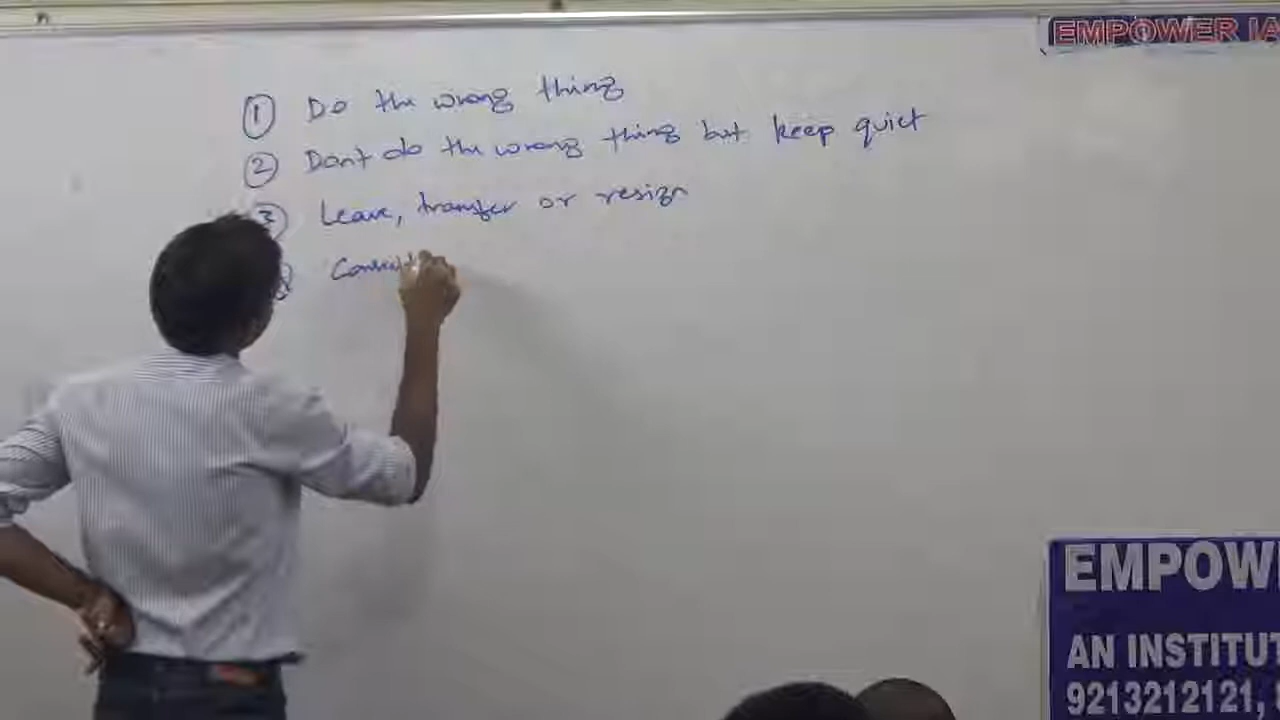 EMPOWER IA
① Do the wrong thing
② Don't do the wrong thing but keep quiet
③ Leave, transfer or resign
EMPOW
AN INSTITUT
9213212121,